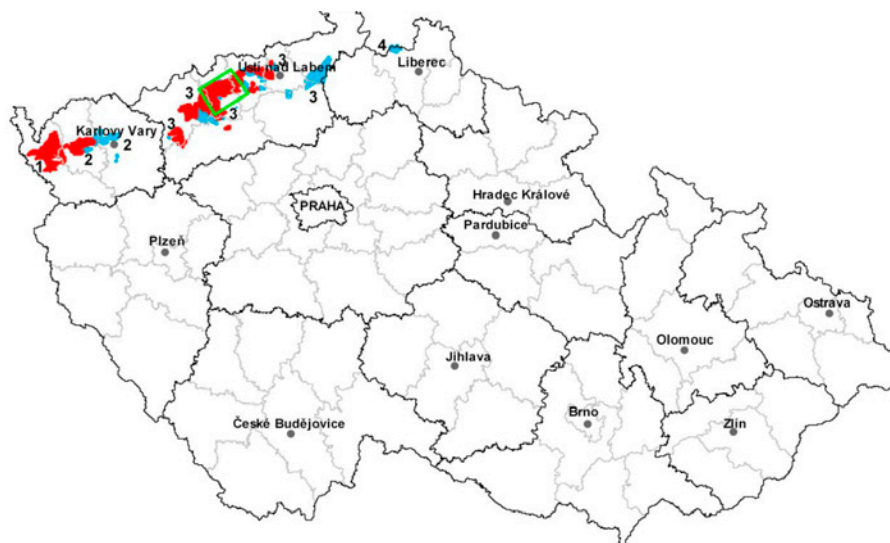 4
3
Ústí nad Labem
Liberec
3
3
3
3
Karlovy Vary
2
1
2
PRAHA
Hradec Králové
Pardubice
Plzeň
Ostrava
Olomouc
Jihlava
Brno
Zlín
České Budějovice